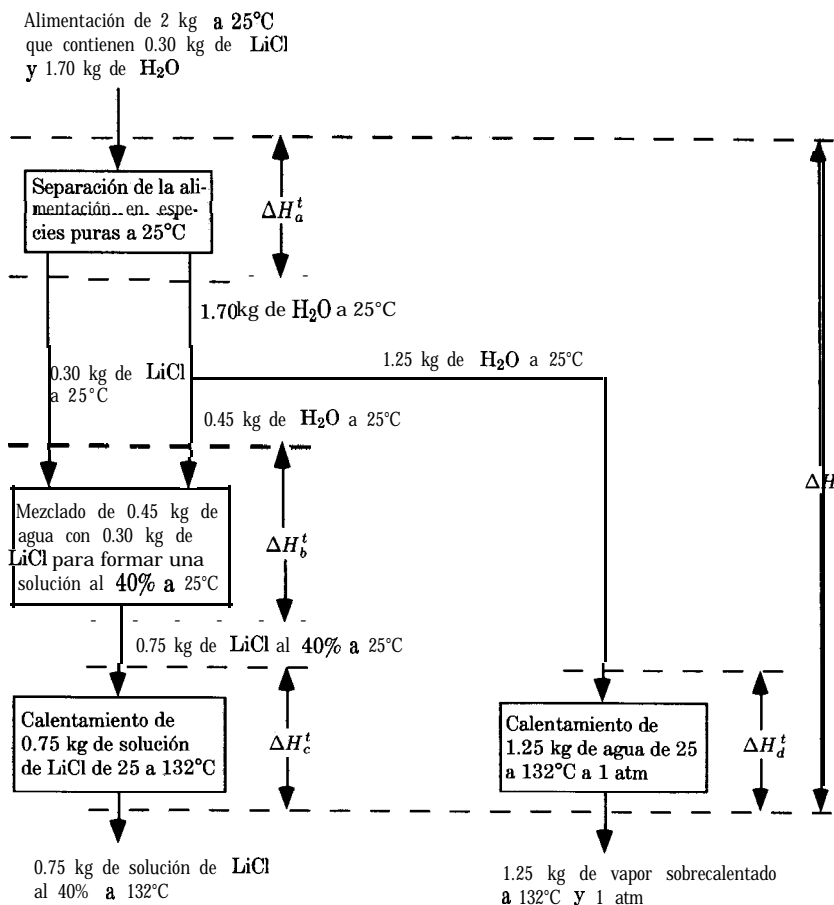 Alimentación de 2 kg a 25°C
que contienen 0.30 kg de LiCl
y 1.70 kg de H₂O
Separación de la ali-
mentación en espe-
cies puras a 25°C
ΔHₐᵗ
1.70 kg de H₂O a 25°C
1.25 kg de H₂O a 25°C
0.30 kg de LiCl
a 25°C
0.45 kg de H₂O a 25°C
ΔH
Mezclado de 0.45 kg de
agua con 0.30 kg de
LiCl para formar una
solución al 40% a 25°C
ΔH_b^t
0.75 kg de LiCl al 40% a 25°C
Calentamiento de
0.75 kg de solución
de LiCl de 25 a 132°C
ΔH_c^t
Calentamiento de
1.25 kg de agua de 25
a 132°C a 1 atm
ΔH_d^t
0.75 kg de solución de LiCl
al 40% a 132°C
1.25 kg de vapor sobrecalentado
a 132°C y 1 atm